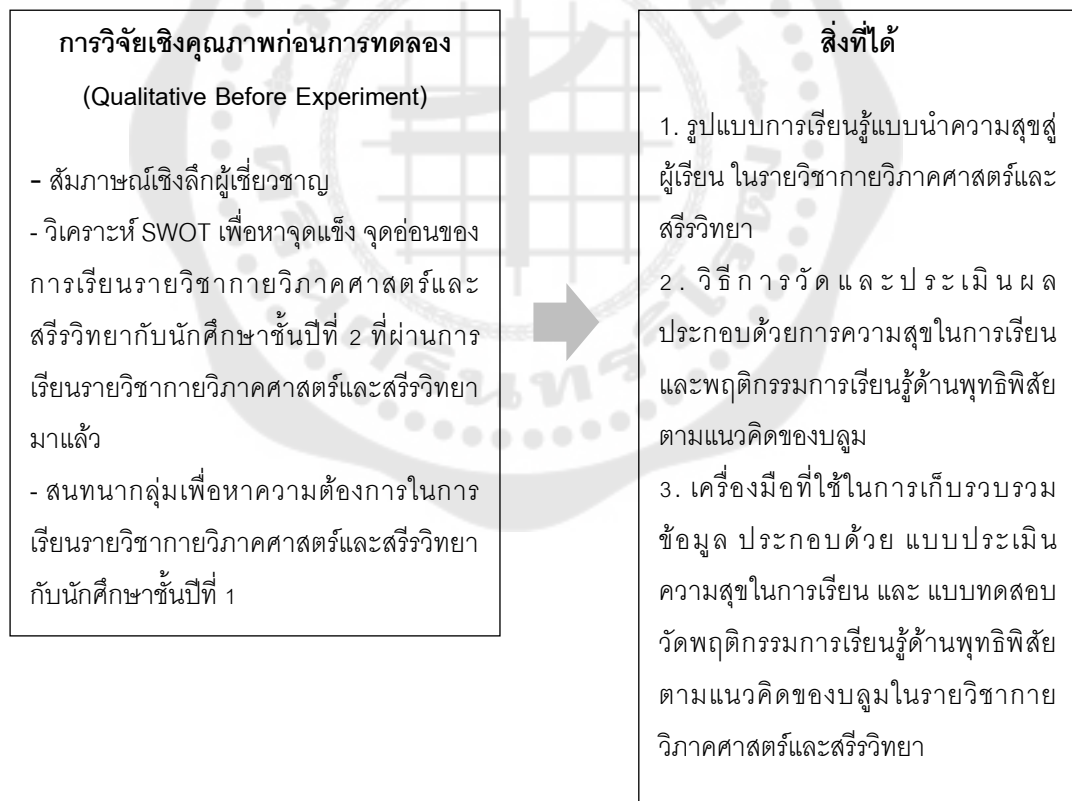 การวิจัยเชิงคุณภาพก่อนการทดลอง
(Qualitative Before Experiment)
- สัมภาษณ์เชิงลึกผู้เชี่ยวชาญ
- วิเคราะห์ SWOT เพื่อหาจุดแข็ง จุดอ่อนของ
การเรียนรายวิชากายวิภาคศาสตร์และ
สรีรวิทยากับนักศึกษาชั้นปีที่ 2 ที่ผ่านการ
เรียนรายวิชากายวิภาคศาสตร์และสรีรวิทยา
มาแล้ว
- สนทนากลุ่มเพื่อหาความต้องการในการ
เรียนรายวิชากายวิภาคศาสตร์และสรีรวิทยา
กับนักศึกษาชั้นปีที่ 1
สิ่งที่ได้
1. รูปแบบการเรียนรู้แบบนำความสุขสู่
ผู้เรียน ในรายวิชากายวิภาคศาสตร์และ
สรีรวิทยา
2. วิธีการวัดและประเมินผล
ประกอบด้วยการความสุขในการเรียน
และพฤติกรรมการเรียนรู้ด้านพุทธิพิสัย
ตามแนวคิดของบลูม
3. เครื่องมือที่ใช้ในการเก็บรวบรวม
ข้อมูล ประกอบด้วย แบบประเมิน
ความสุขในการเรียน และ แบบทดสอบ
วัดพฤติกรรมการเรียนรู้ด้านพุทธิพิสัย
ตามแนวคิดของบลูมในรายวิชากาย
วิภาคศาสตร์และสรีรวิทยา